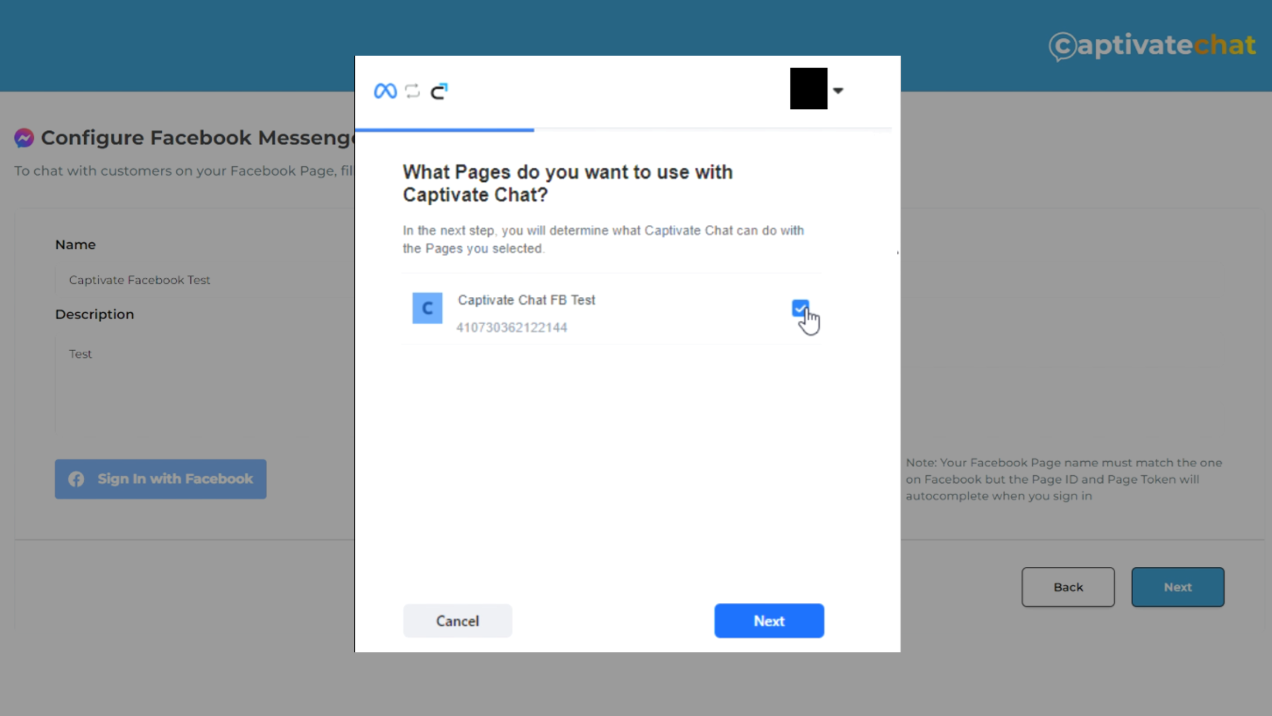 captivatechat
Configure Facebook Messenge
To chat with customers on your Facebook Page, fil
Name
Captivate Facebook Test
Description
Test
Sign In with Facebook
What Pages do you want to use with
Captivate Chat?
In the next step, you will determine what Captivate Chat can do with
the Pages you selected.
C
Captivate Chat FB Test
410730362122144
Cancel
Next
Note: Your Facebook Page name must match the one
on Facebook but the Page ID and Page Token will
autocomplete when you sign in
Back
Next